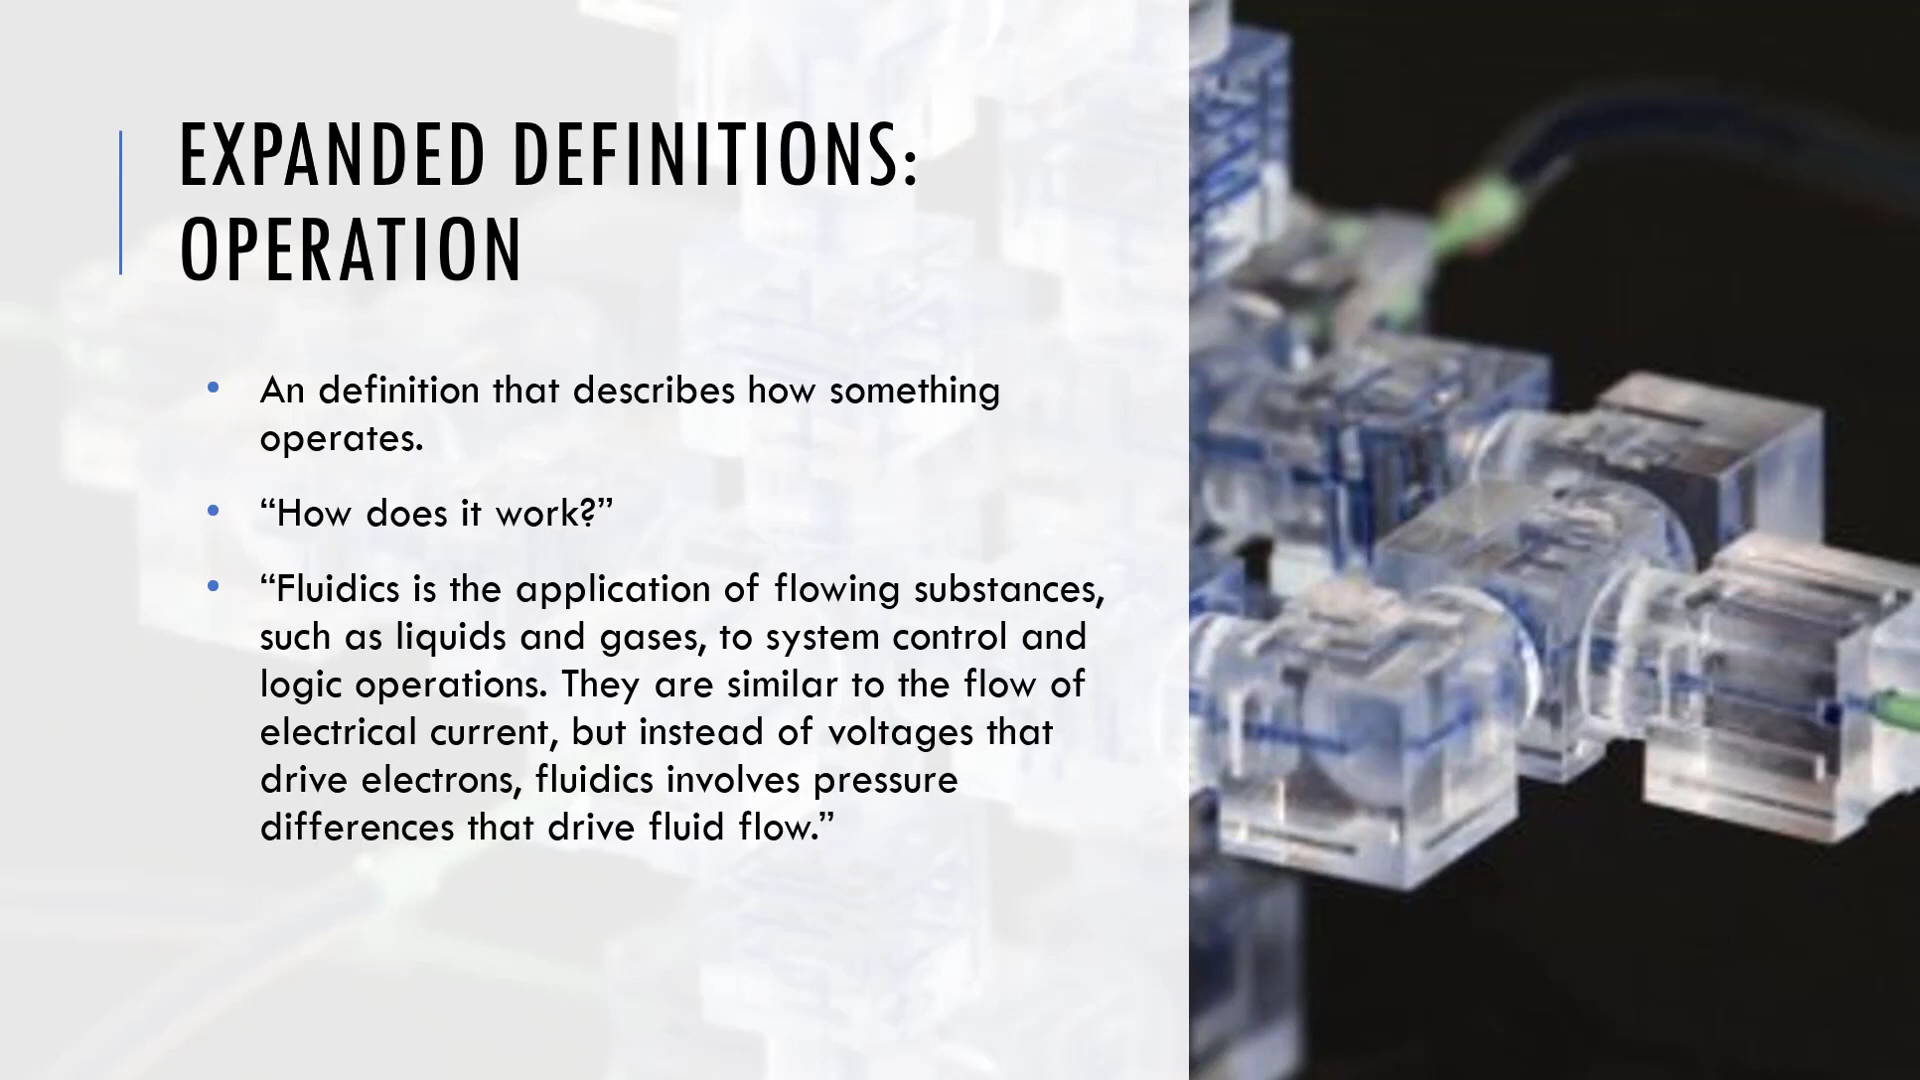 EXPANDED DEFINITIONS:
OPERATION
• An definition that describes how something
operates.
• “How does it work?”
• “Fluidics is the application of flowing substances,
such as liquids and gases, to system control and
logic operations. They are similar to the flow of
electrical current, but instead of voltages that
drive electrons, fluidics involves pressure
differences that drive fluid flow.”